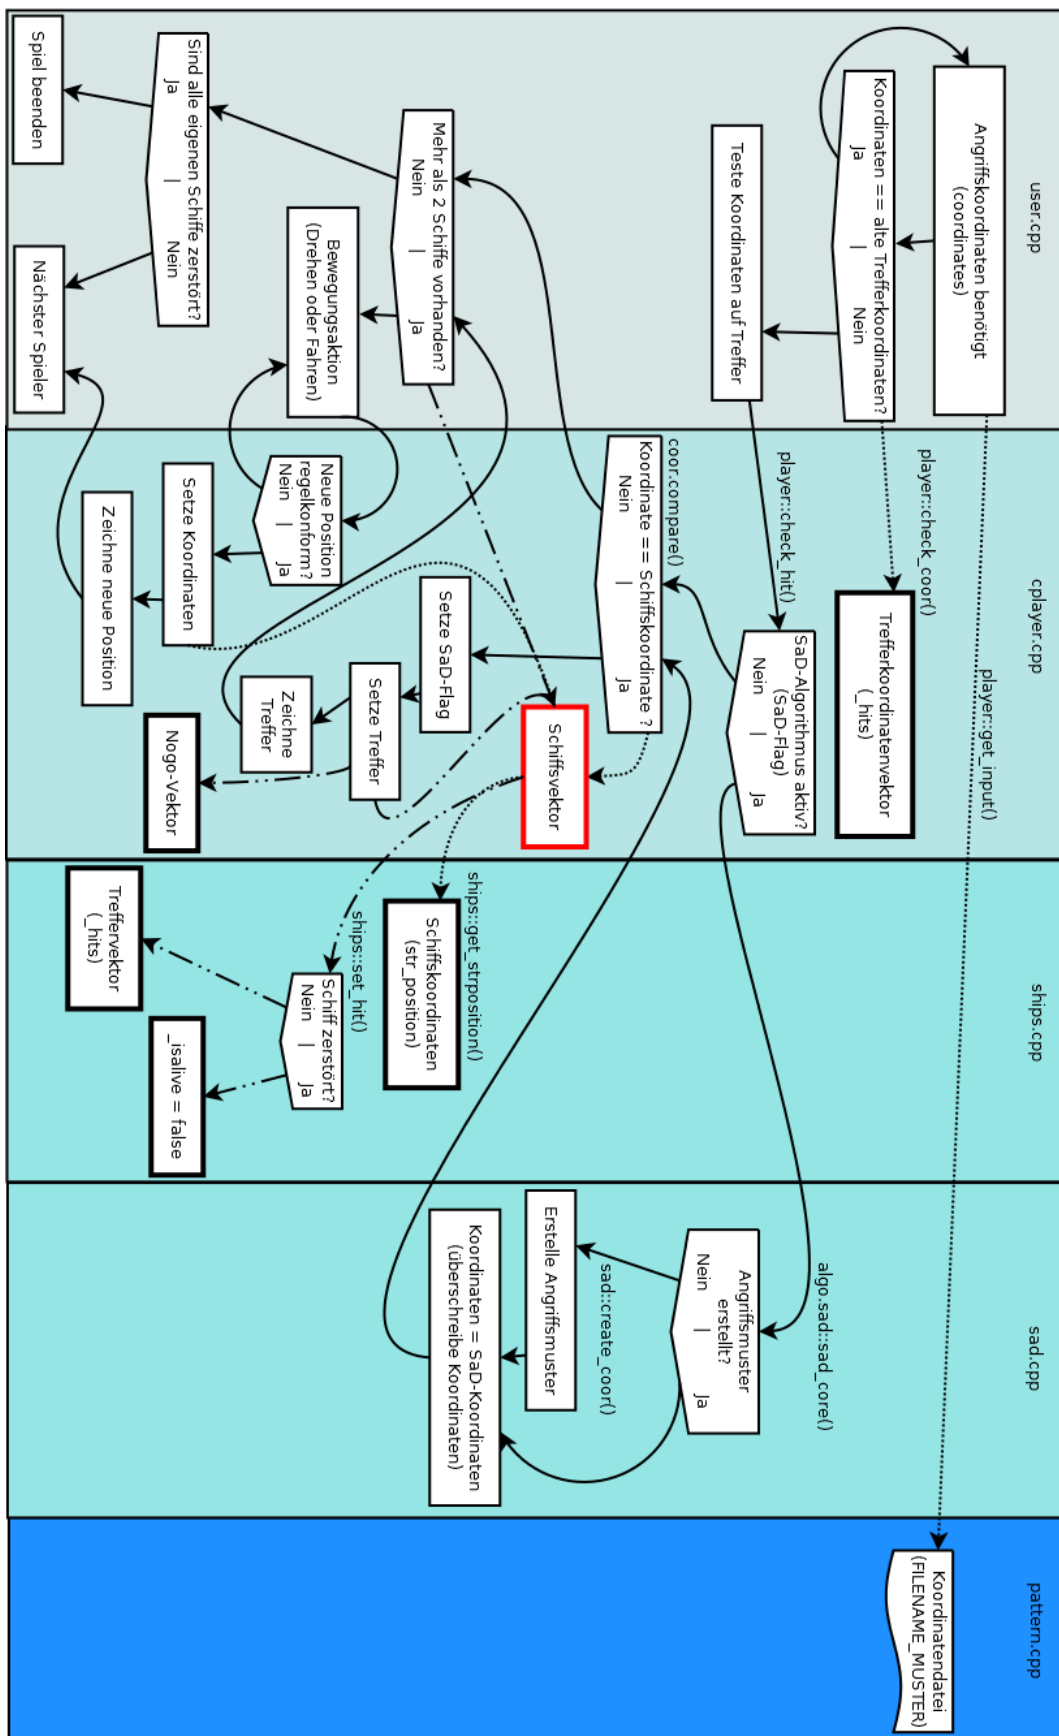 user.cpp
cplayer.cpp
ships.cpp
sad.cpp
pattern.cpp
Angriffskoordinaten benötigt
(coordinates)
Koordinaten == alte Trefferkoordinaten?
Ja | Nein
Teste Koordinaten auf Treffer
Mehr als 2 Schiffe vorhanden?
Nein | Ja
Bewegungsaktion
(Drehen oder Fahren)
Sind alle eigenen Schiffe zerstört?
Ja | Nein
Spiel beenden
Nächster Spieler
player::get_input()
player::check_coor()
Trefferkoordinatenvektor
(_hits)
player::check_hit()
SaD-Algorithmus aktiv?
(SaD-Flag)
Nein | Ja
coor.compare()
Koordinate == Schiffskoordinate ?
Nein | Ja
Schiffsvektor
Setze SaD-Flag
Setze Treffer
Zeichne
Treffer
Neue Position
regelkonform?
Nein | Ja
Setze Koordinaten
Zeichne neue Position
Nogo-Vektor
ships::get_strposition()
Schiffskoordinaten
(str_position)
ships::set_hit()
Schiff zerstört?
Nein | Ja
_isalive = false
Treffervektor
(_hits)
algo.sad::sad_core()
Angriffsmuster
erstellt?
Nein | Ja
sad::create_coor()
Erstelle Angriffsmuster
Koordinaten = SaD-Koordinaten
(überschreibe Koordinaten)
Koordinatendatei
(FILENAME_MUSTER)